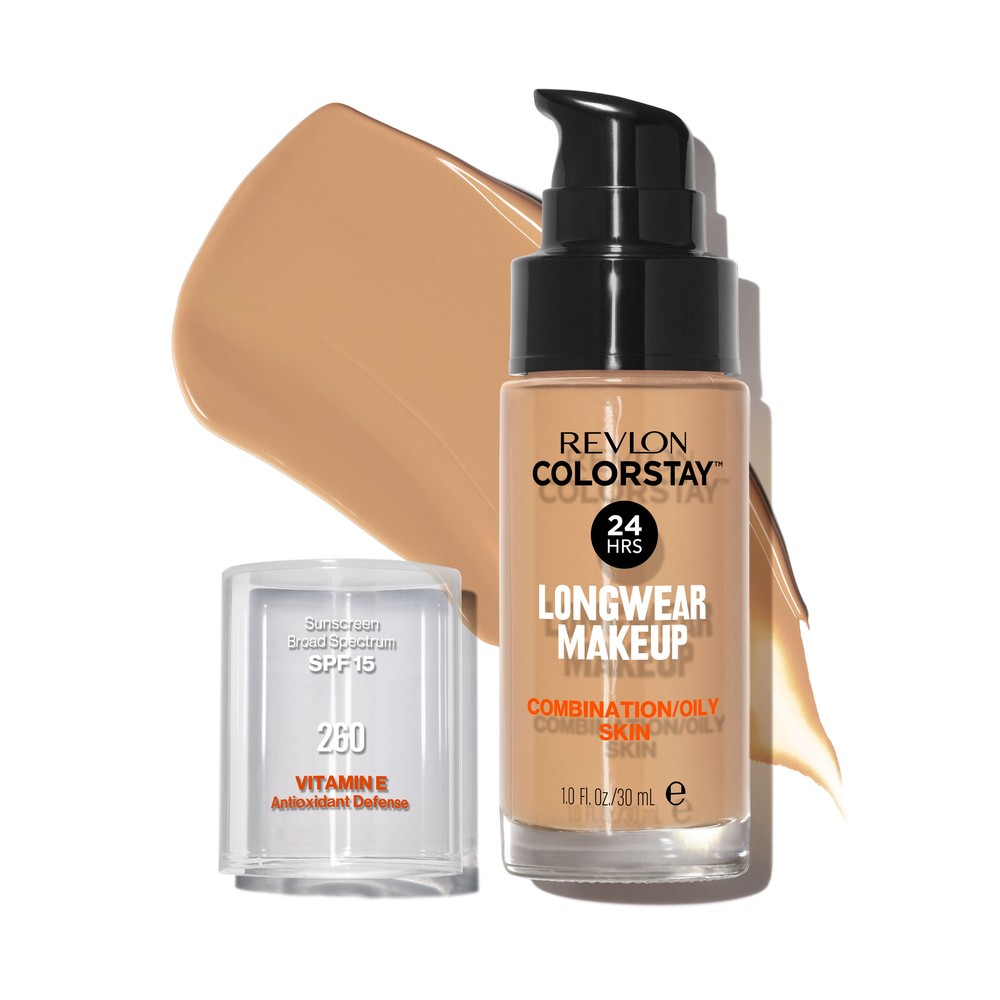 REVLON
COLORSTAY™
24
HRS
LONGWEAR
MAKEUP
COMBINATION/OILY
SKIN
1.0 Fl. Oz./30 mL ℮
Sunscreen
Broad Spectrum
SPF 15
260
VITAMIN E
Antioxidant Defense